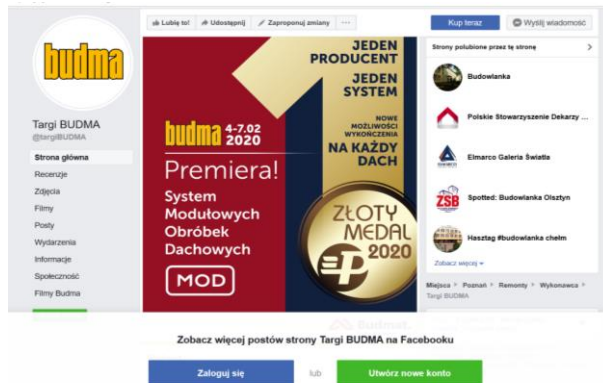 Lubię to!
Udostępnij
Zaproponuj zmiany
Kup teraz
Wyślij wiadomość
budma
Targi BUDMA
@targiBUDMA
Strona główna
Recenzje
Zdjęcia
Filmy
Posty
Wydarzenia
Informacje
Społeczność
Filmy Budma
JEDEN
PRODUCENT
JEDEN
SYSTEM
NOWE
MOŻLIWOŚCI
WYKOŃCZENIA
NA KAŻDY
DACH
budma 4-7.02
2020
Premiera!
System
Modułowych
Obróbek
Dachowych
MOD
ZŁOTY
MEDAL
2020
Strony polubione przez tę stronę
Budowlanka
Polskie Stowarzyszenie Dekarzy ...
Elmarco Galeria Światła
ZSB
Spotted: Budowlanka Olsztyn
Hasztag #budowlanka chełm
Zobacz więcej
Miejsca
Poznań
Remonty
Wykonawca
Targi BUDMA
Zobacz więcej postów strony Targi BUDMA na Facebooku
Zaloguj się
lub
Utwórz nowe konto